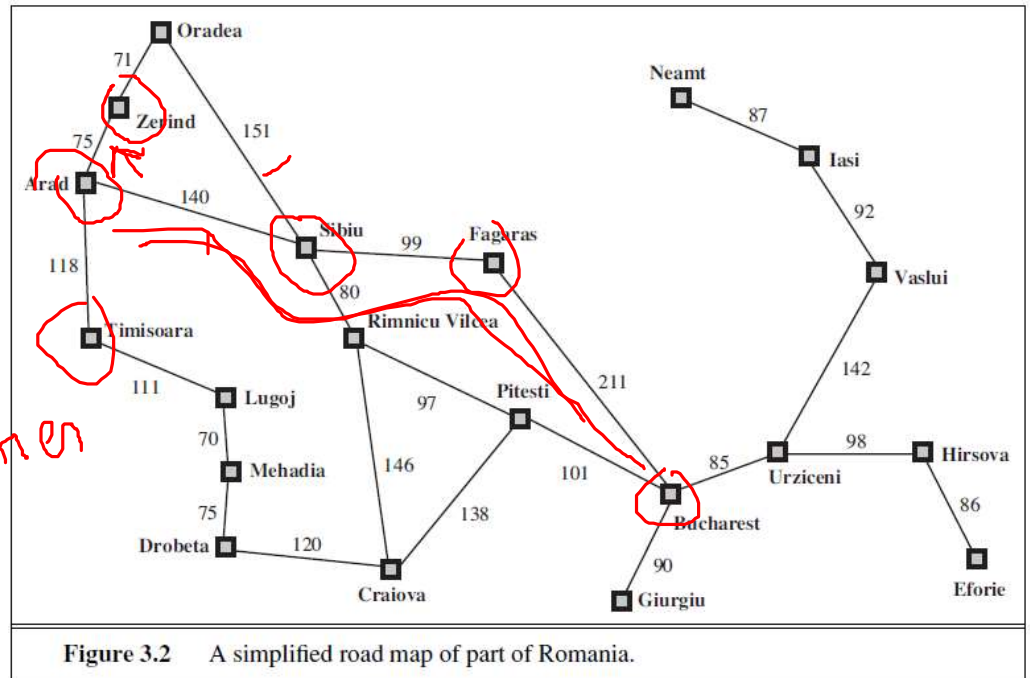 Oradea
71
Neamt
Zerind
87
75
151
Iasi
Arad
140
92
Sibiu
99
Fagaras
118
80
Vaslui
Timisoara
Rimnicu Vilcea
111
211
142
Lugoj
97
Pitesti
70
146
98
Hirsova
Mehadia
101
85
Urziceni
138
86
75
Bucharest
Drobeta
120
90
Craiova
Giurgiu
Eforie
Figure 3.2 A simplified road map of part of Romania.